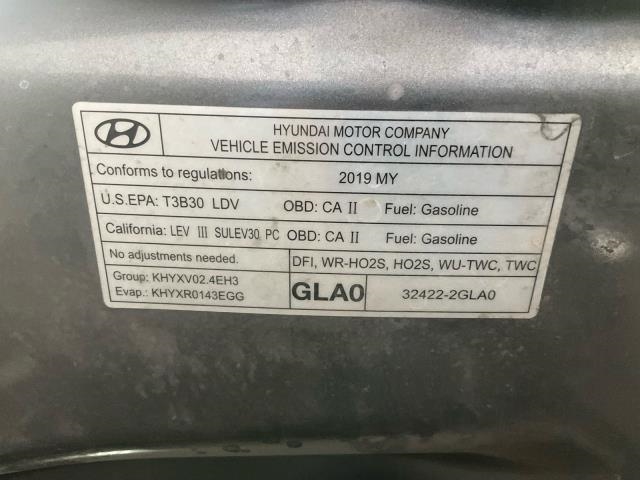 HYUNDAI MOTOR COMPANY
VEHICLE EMISSION CONTROL INFORMATION
Conforms to regulations: 2019 MY
U.S.EPA: T3B30 LDV OBD: CA II Fuel: Gasoline
California: LEV III SULEV30 PC OBD: CA II Fuel: Gasoline
No adjustments needed. DFI, WR-HO2S, HO2S, WU-TWC, TWC
Group: KHYXV02.4EH3
Evap.: KHYXR0143EGG
GLA0 32422-2GLA0